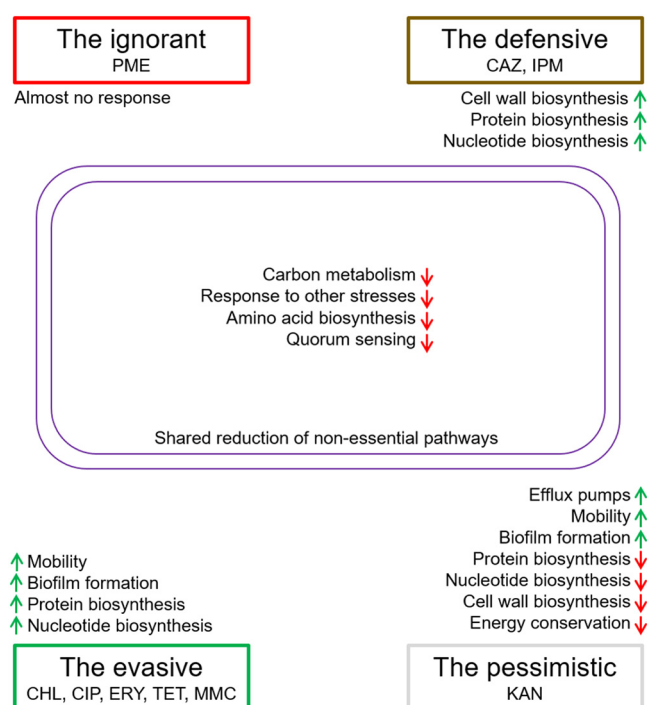 The ignorant
PME
Almost no response
The defensive
CAZ, IPM
Cell wall biosynthesis
Protein biosynthesis
Nucleotide biosynthesis
Carbon metabolism
Response to other stresses
Amino acid biosynthesis
Quorum sensing
Shared reduction of non-essential pathways
Mobility
Biofilm formation
Protein biosynthesis
Nucleotide biosynthesis
The evasive
CHL, CIP, ERY, TET, MMC
Efflux pumps
Mobility
Biofilm formation
Protein biosynthesis
Nucleotide biosynthesis
Cell wall biosynthesis
Energy conservation
The pessimistic
KAN